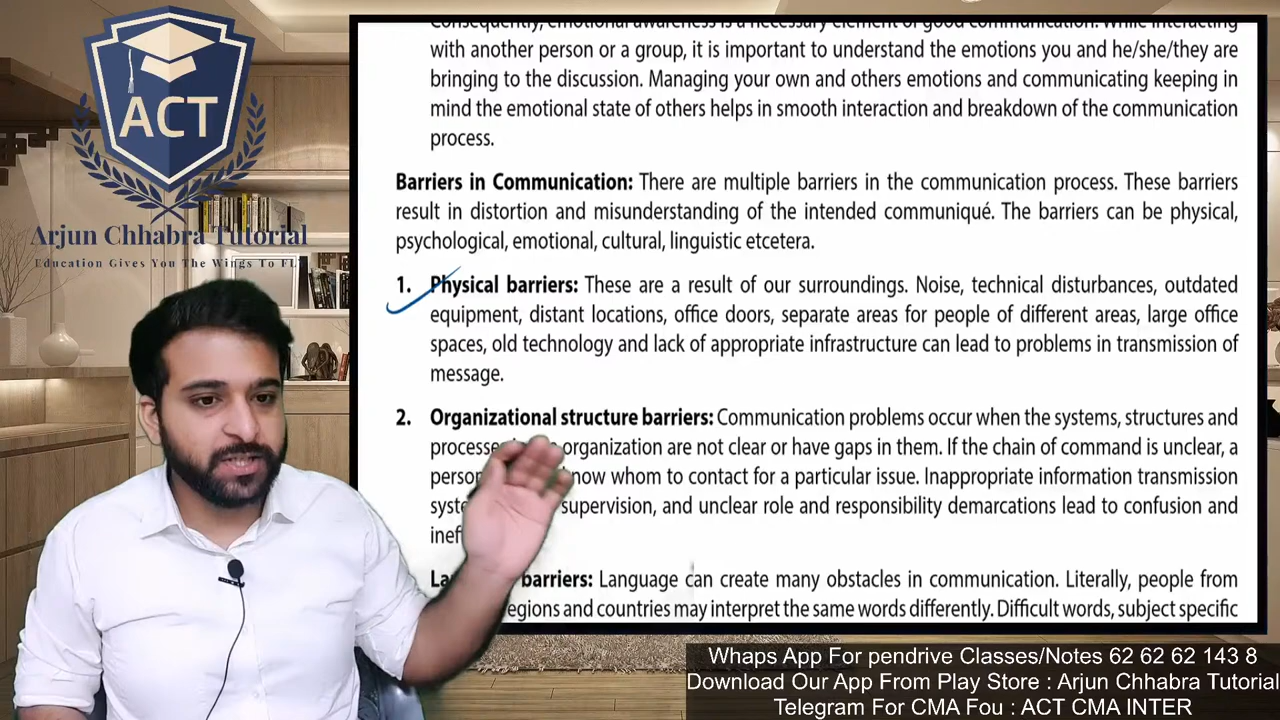 ACT
Arjun Chhabra Tutorial
Education Gives You The Wings To FL
Consequently, emotional awareness is a necessary element of good communication. While interacting
with another person or a group, it is important to understand the emotions you and he/she/they are
bringing to the discussion. Managing your own and others emotions and communicating keeping in
mind the emotional state of others helps in smooth interaction and breakdown of the communication
process.
Barriers in Communication: There are multiple barriers in the communication process. These barriers
result in distortion and misunderstanding of the intended communiqué. The barriers can be physical,
psychological, emotional, cultural, linguistic etcetera.
1. Physical barriers: These are a result of our surroundings. Noise, technical disturbances, outdated
equipment, distant locations, office doors, separate areas for people of different areas, large office
spaces, old technology and lack of appropriate infrastructure can lead to problems in transmission of
message.
2. Organizational structure barriers: Communication problems occur when the systems, structures and
organization are not clear or have gaps in them. If the chain of command is unclear, a
whom to contact for a particular issue. Inappropriate information transmission
supervision, and unclear role and responsibility demarcations lead to confusion and
barriers: Language can create many obstacles in communication. Literally, people from
and countries may interpret the same words differently. Difficult words, subject specific
Whaps App For pendrive Classes/Notes 62 62 62 143 8
Download Our App From Play Store : Arjun Chhabra Tutorial
Telegram For CMA Fou : ACT CMA INTER